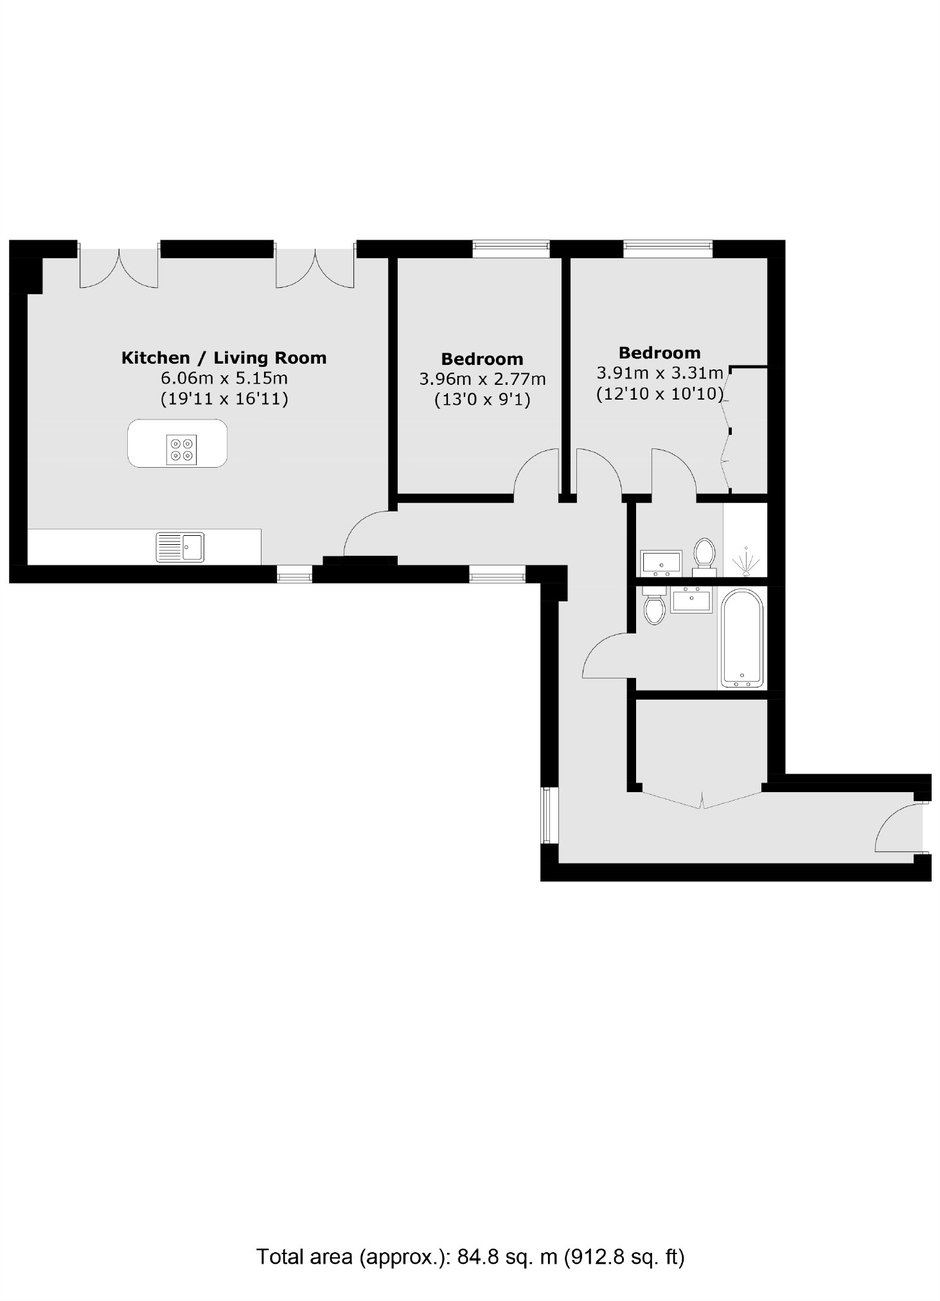 Kitchen / Living Room
6.06m x 5.15m
(19'11 x 16'11)
Bedroom
3.96m x 2.77m
(13'0 x 9'1)
Bedroom
3.91m x 3.31m
(12'10 x 10'10)
Total area (approx.): 84.8 sq. m (912.8 sq. ft)